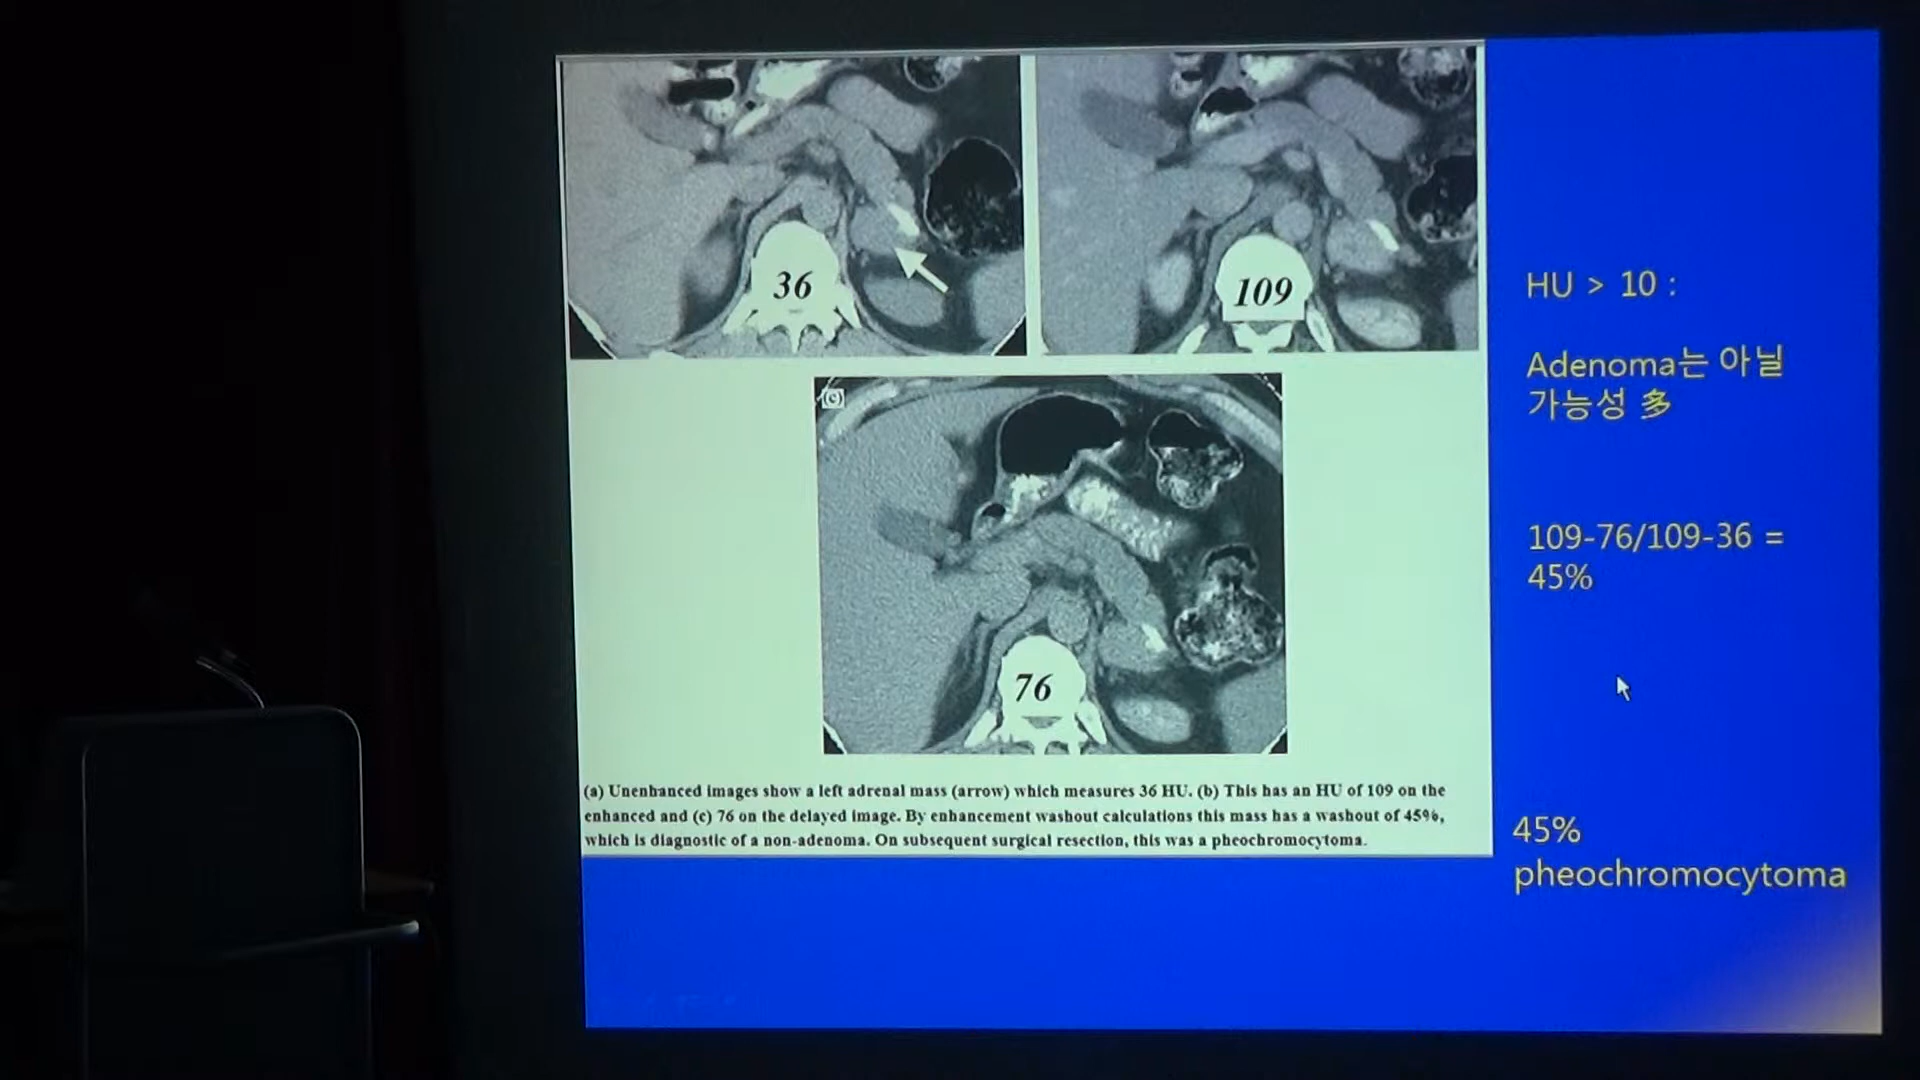 36
109
(c)
76
(a) Unenhanced images show a left adrenal mass (arrow) which measures 36 HU. (b) This has an HU of 109 on the
enhanced and (c) 76 on the delayed image. By enhancement washout calculations this mass has a washout of 45%,
which is diagnostic of a non-adenoma. On subsequent surgical resection, this was a pheochromocytoma.
HU > 10 :
Adenoma는 아닐
가능성 多
109-76/109-36 =
45%
45%
pheochromocytoma